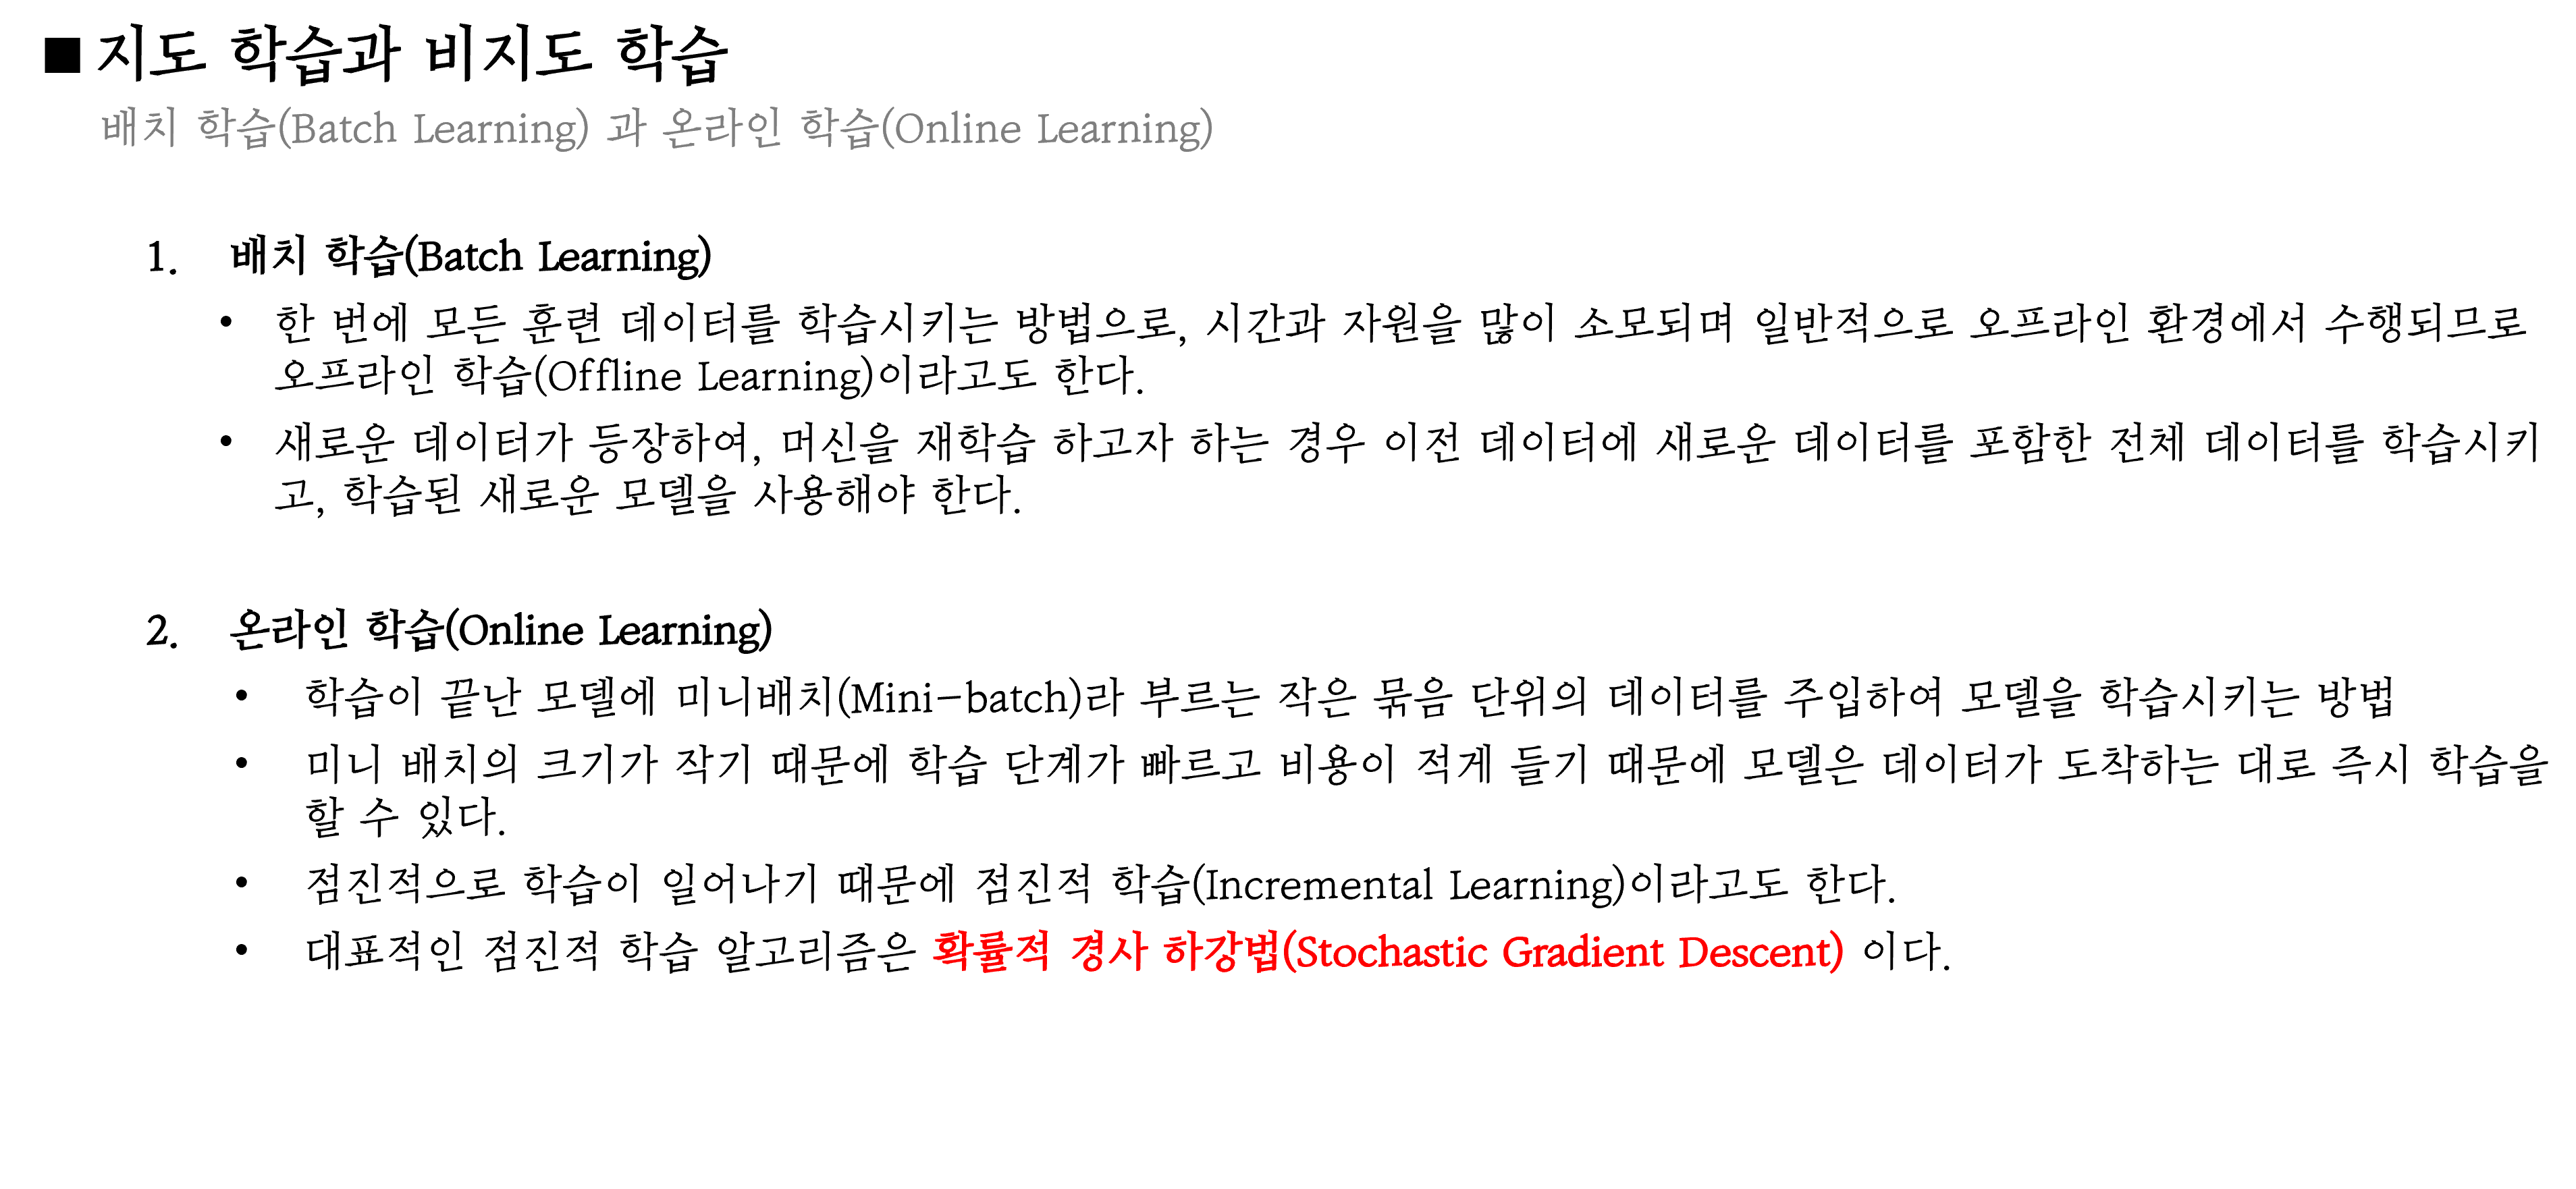 ■ 지도 학습과 비지도 학습
배치 학습(Batch Learning) 과 온라인 학습(Online Learning)
1. 배치 학습(Batch Learning)
• 한 번에 모든 훈련 데이터를 학습시키는 방법으로, 시간과 자원을 많이 소모되며 일반적으로 오프라인 환경에서 수행되므로
오프라인 학습(Offline Learning)이라고도 한다.
• 새로운 데이터가 등장하여, 머신을 재학습 하고자 하는 경우 이전 데이터에 새로운 데이터를 포함한 전체 데이터를 학습시키
고, 학습된 새로운 모델을 사용해야 한다.
2. 온라인 학습(Online Learning)
• 학습이 끝난 모델에 미니배치(Mini-batch)라 부르는 작은 묶음 단위의 데이터를 주입하여 모델을 학습시키는 방법
• 미니 배치의 크기가 작기 때문에 학습 단계가 빠르고 비용이 적게 들기 때문에 모델은 데이터가 도착하는 대로 즉시 학습을
할 수 있다.
• 점진적으로 학습이 일어나기 때문에 점진적 학습(Incremental Learning)이라고도 한다.
• 대표적인 점진적 학습 알고리즘은 확률적 경사 하강법(Stochastic Gradient Descent) 이다.